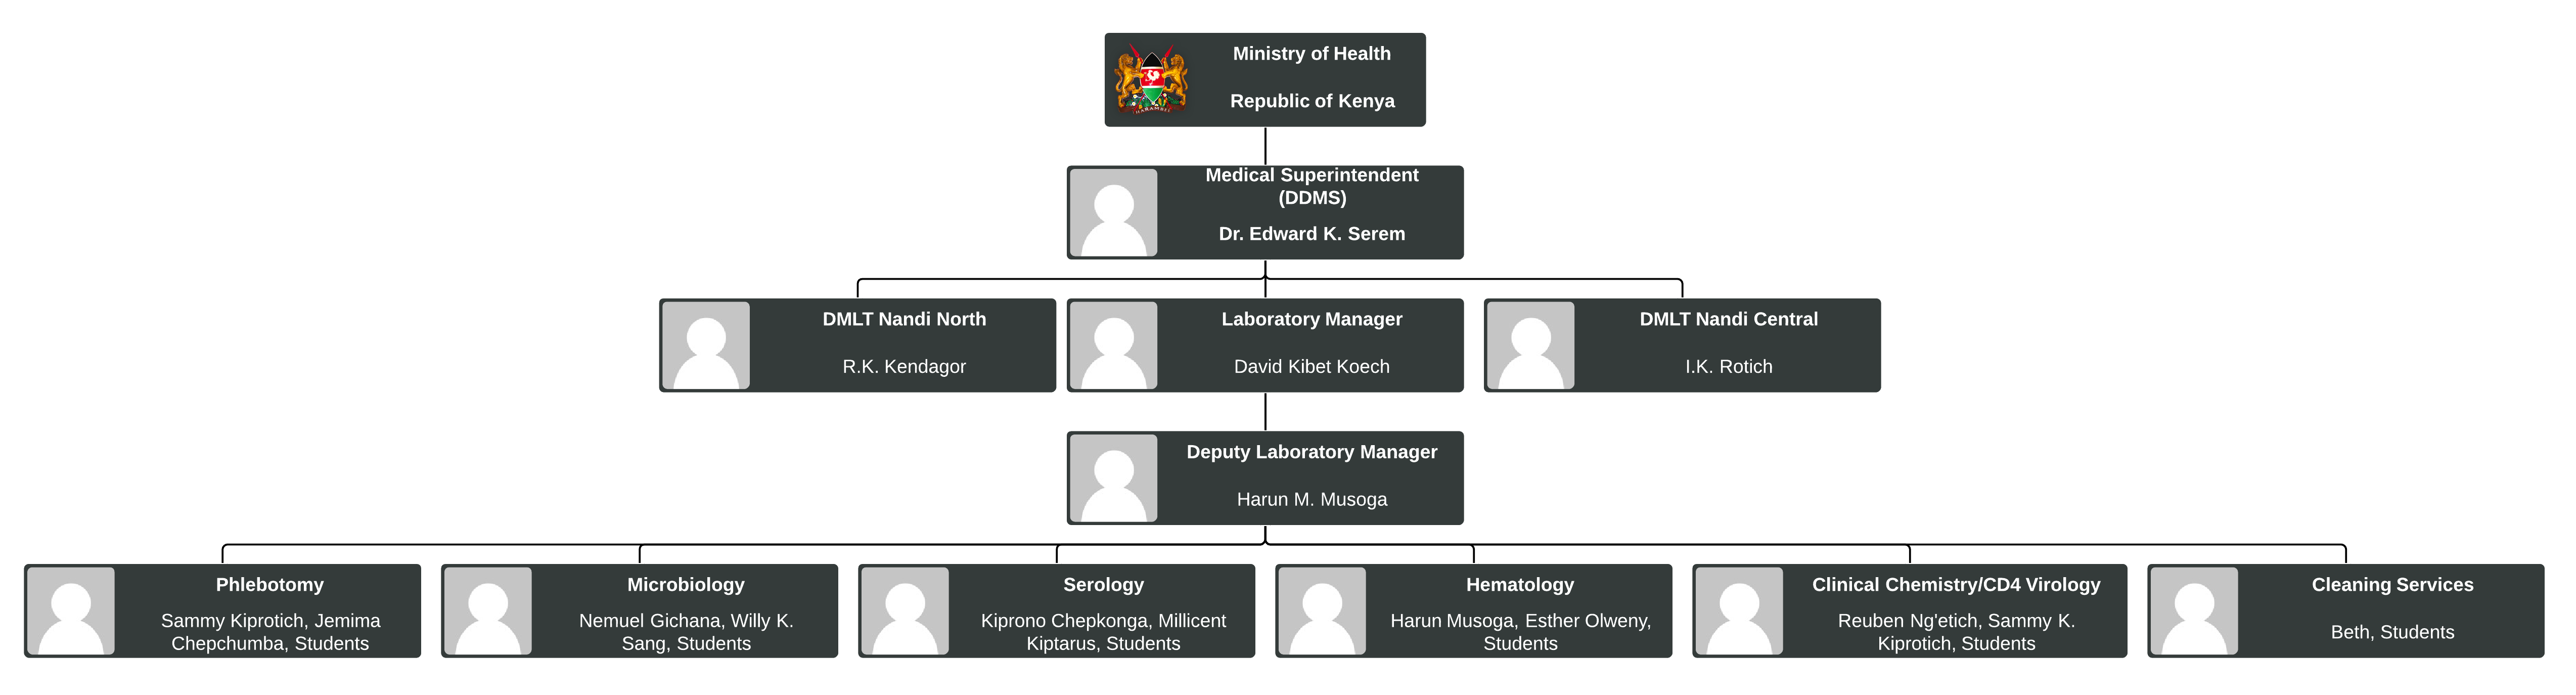 Ministry of Health
Republic of Kenya
HARAMBEE
Medical Superintendent
(DDMS)
Dr. Edward K. Serem
DMLT Nandi North
R.K. Kendagor
Laboratory Manager
David Kibet Koech
DMLT Nandi Central
I.K. Rotich
Deputy Laboratory Manager
Harun M. Musoga
Phlebotomy
Sammy Kiprotich, Jemima
Chepchumba, Students
Microbiology
Nemuel Gichana, Willy K.
Sang, Students
Serology
Kiprono Chepkonga, Millicent
Kiptarus, Students
Hematology
Harun Musoga, Esther Olweny,
Students
Clinical Chemistry/CD4 Virology
Reuben Ng'etich, Sammy K.
Kiprotich, Students
Cleaning Services
Beth, Students